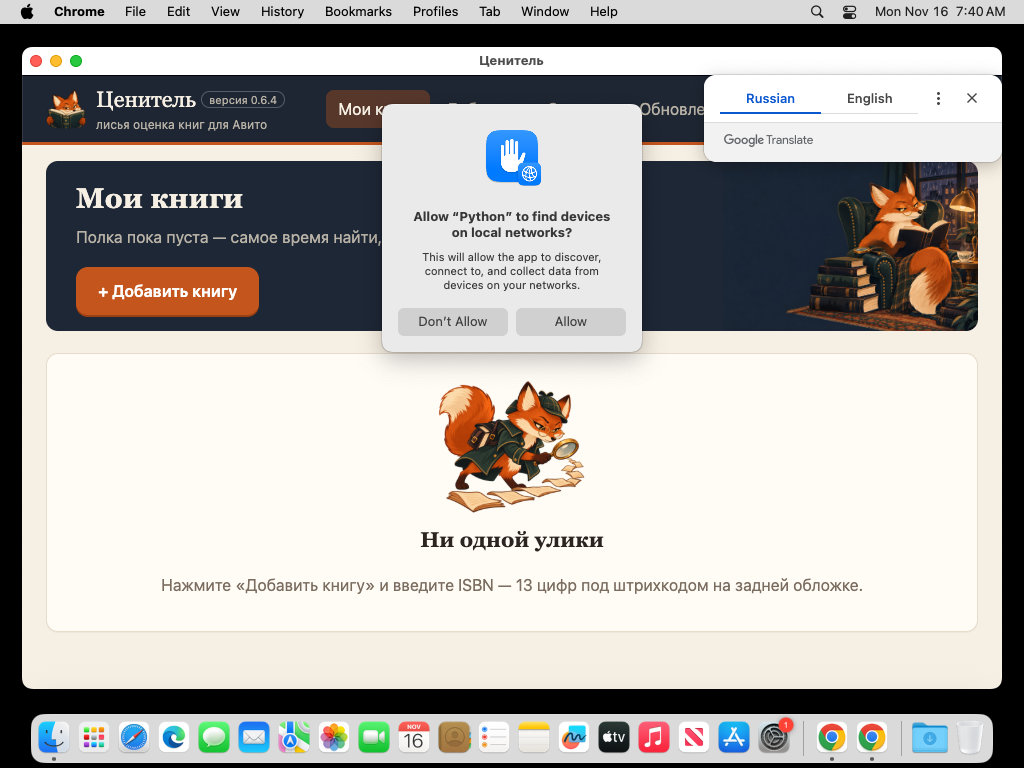 Chrome File Edit View History Bookmarks Profiles Tab Window Help Mon Nov 16 7:40 AM
Ценитель
Ценитель версия 0.6.4
лисья оценка книг для Авито
Мои
Russian English
Google Translate
Allow “Python” to find devices
on local networks?
This will allow the app to discover,
connect to, and collect data from
devices on your networks.
Don’t Allow Allow
Мои книги
Полка пока пуста — самое время найти,
+ Добавить книгу
Ни одной улики
Нажмите «Добавить книгу» и введите ISBN — 13 цифр под штрихкодом на задней обложке.
NOV
16
tv
1